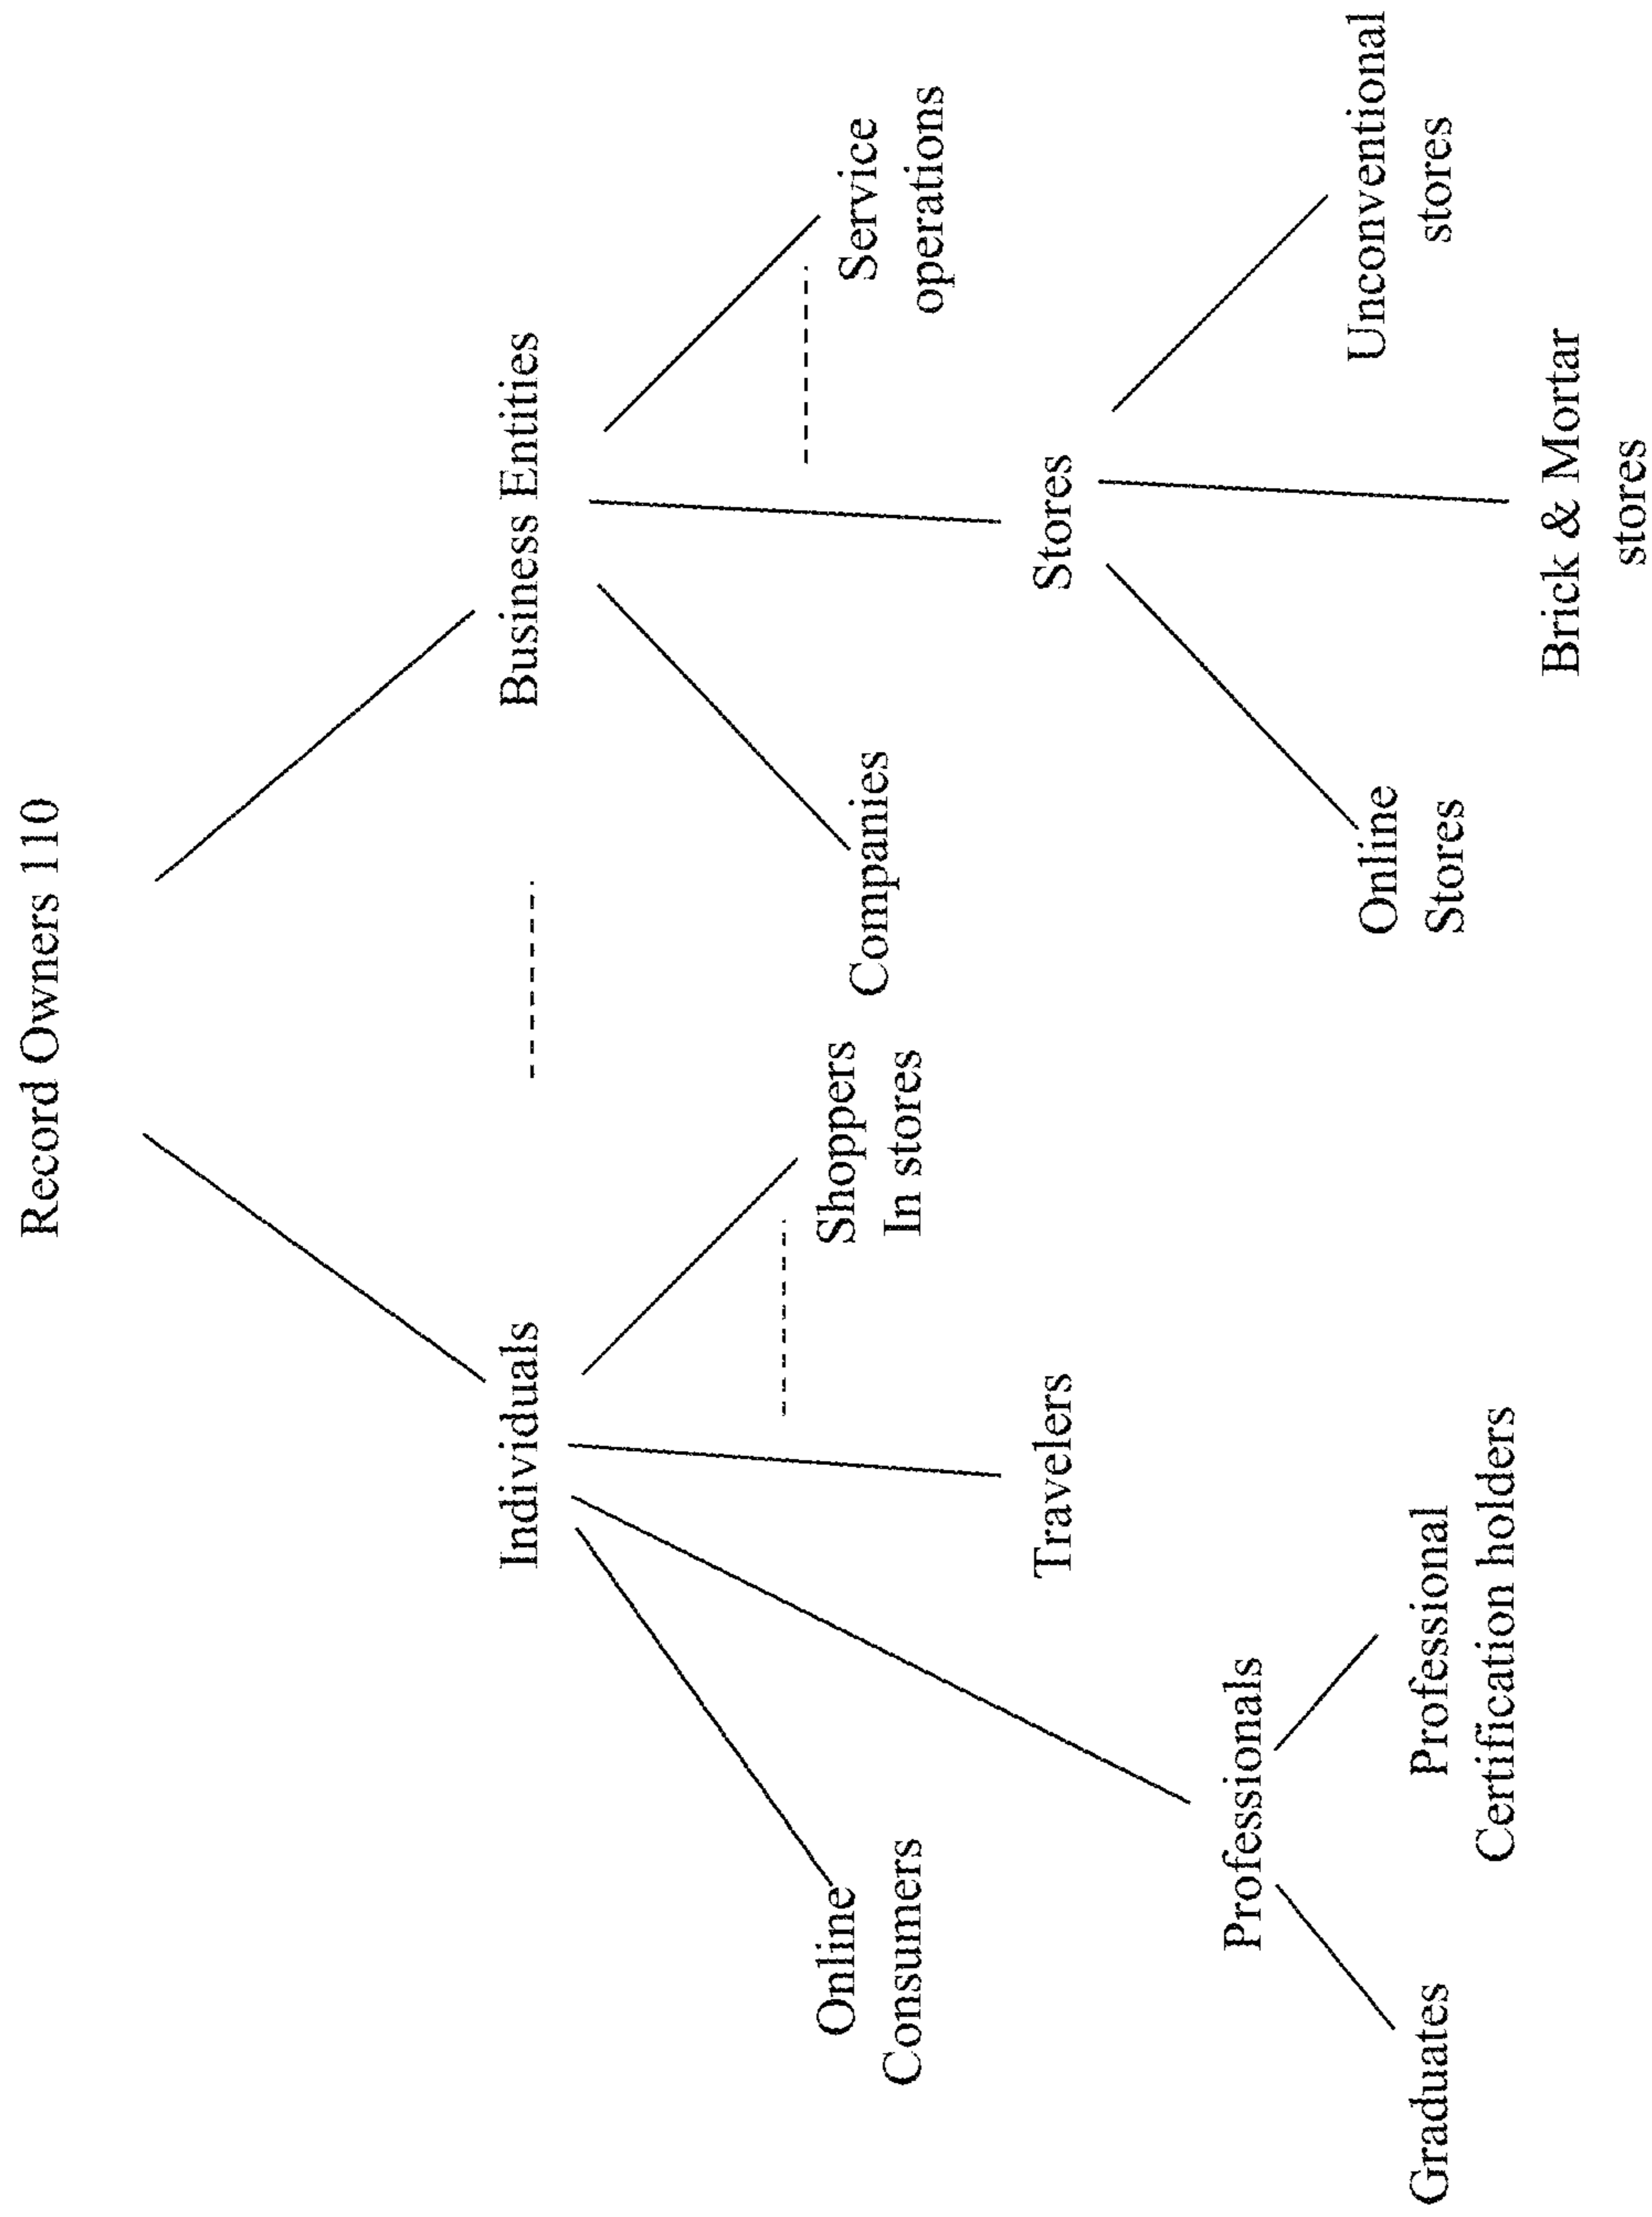 Record Owners 110
Individuals
Business Entities
Online
Consumers
Shoppers
In stores
Companies
Service
operations
Travelers
Stores
Professionals
Graduates
Professional
Certification holders
Online
Stores
Unconventional
stores
Brick & Mortar
stores